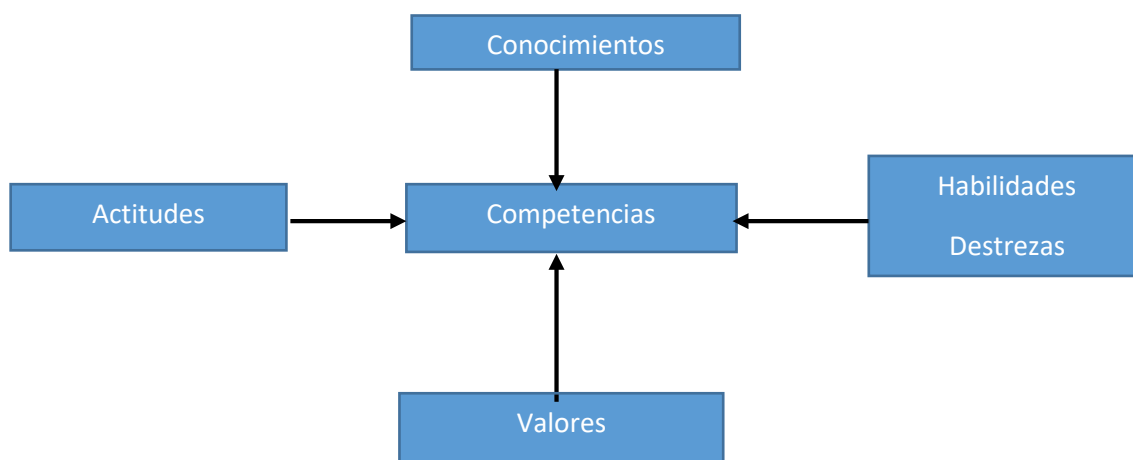 Conocimientos
Actitudes
Competencias
Habilidades
Destrezas
Valores